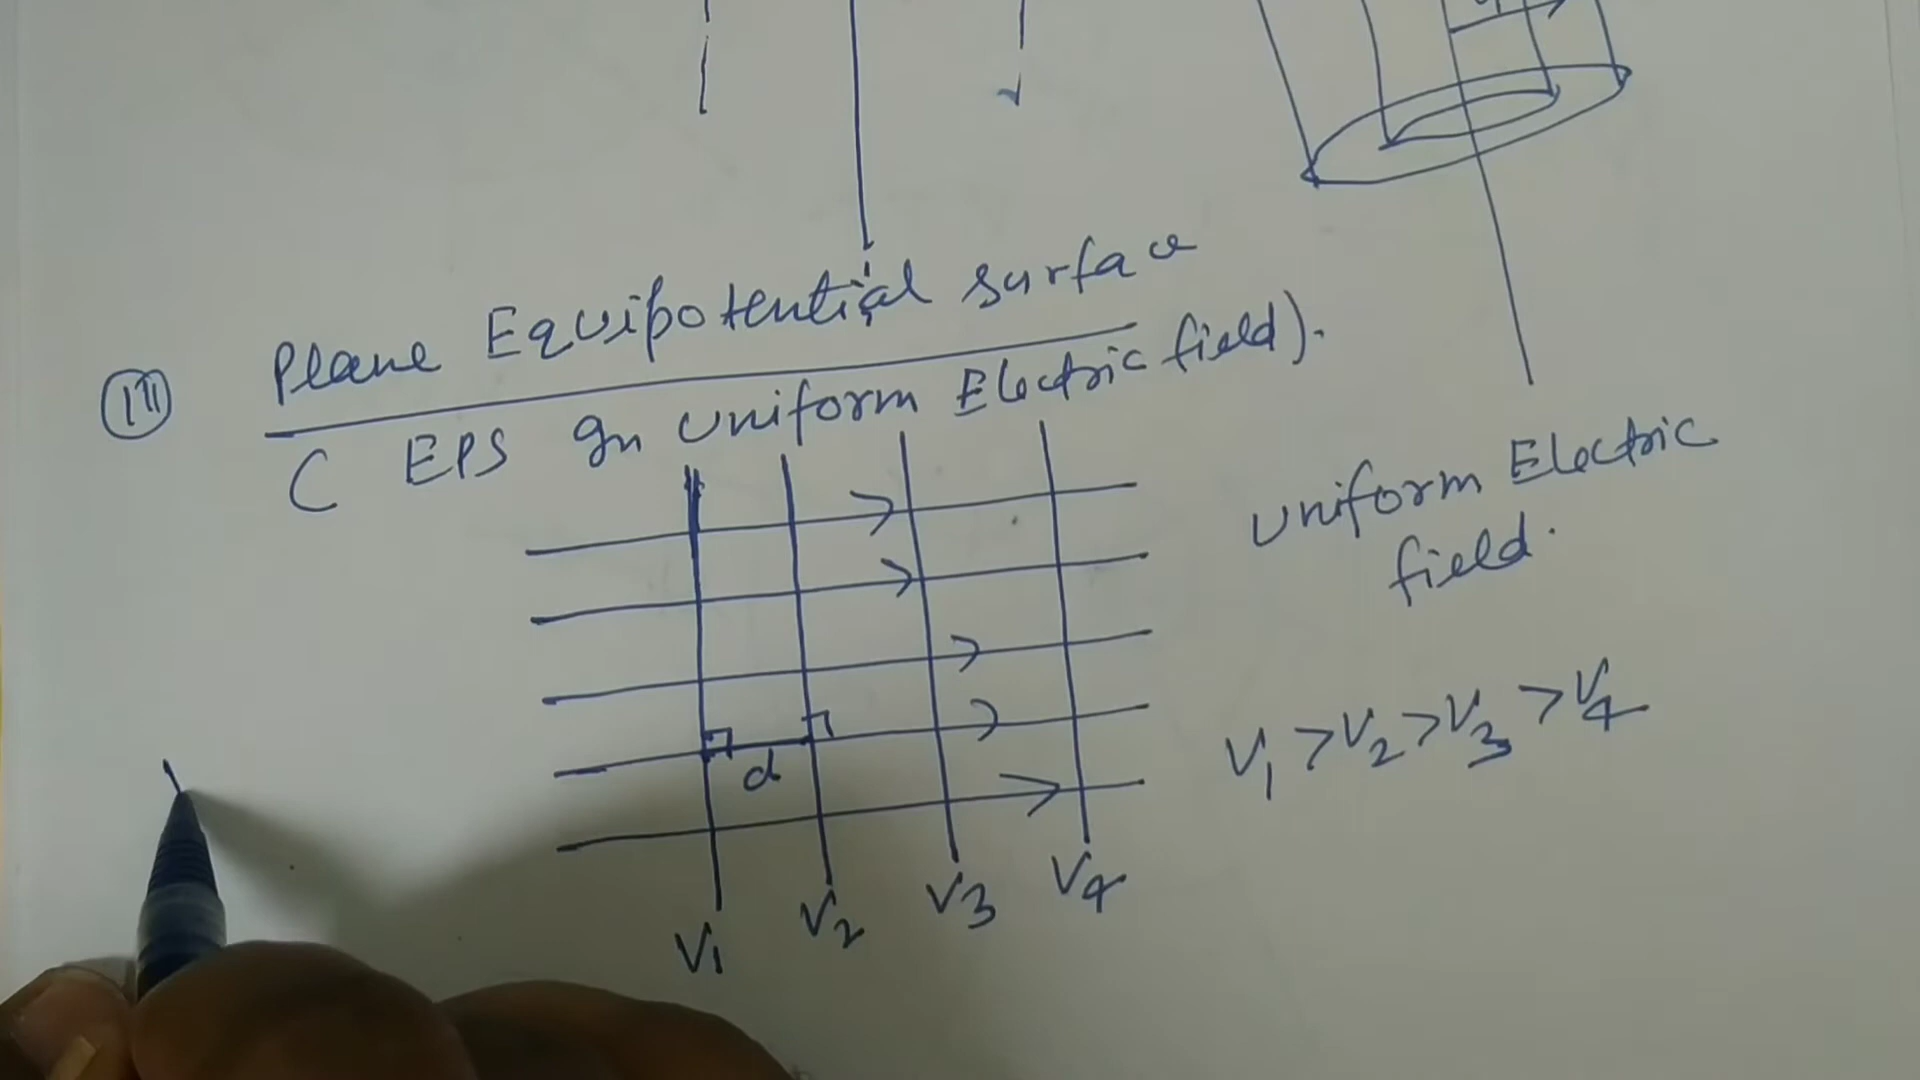 (III) Plane Equipotential surface
( EPS In uniform Electric field).
uniform Electric
field.
d
V1 > V2 > V3 > V4
V1 V2 V3 V4